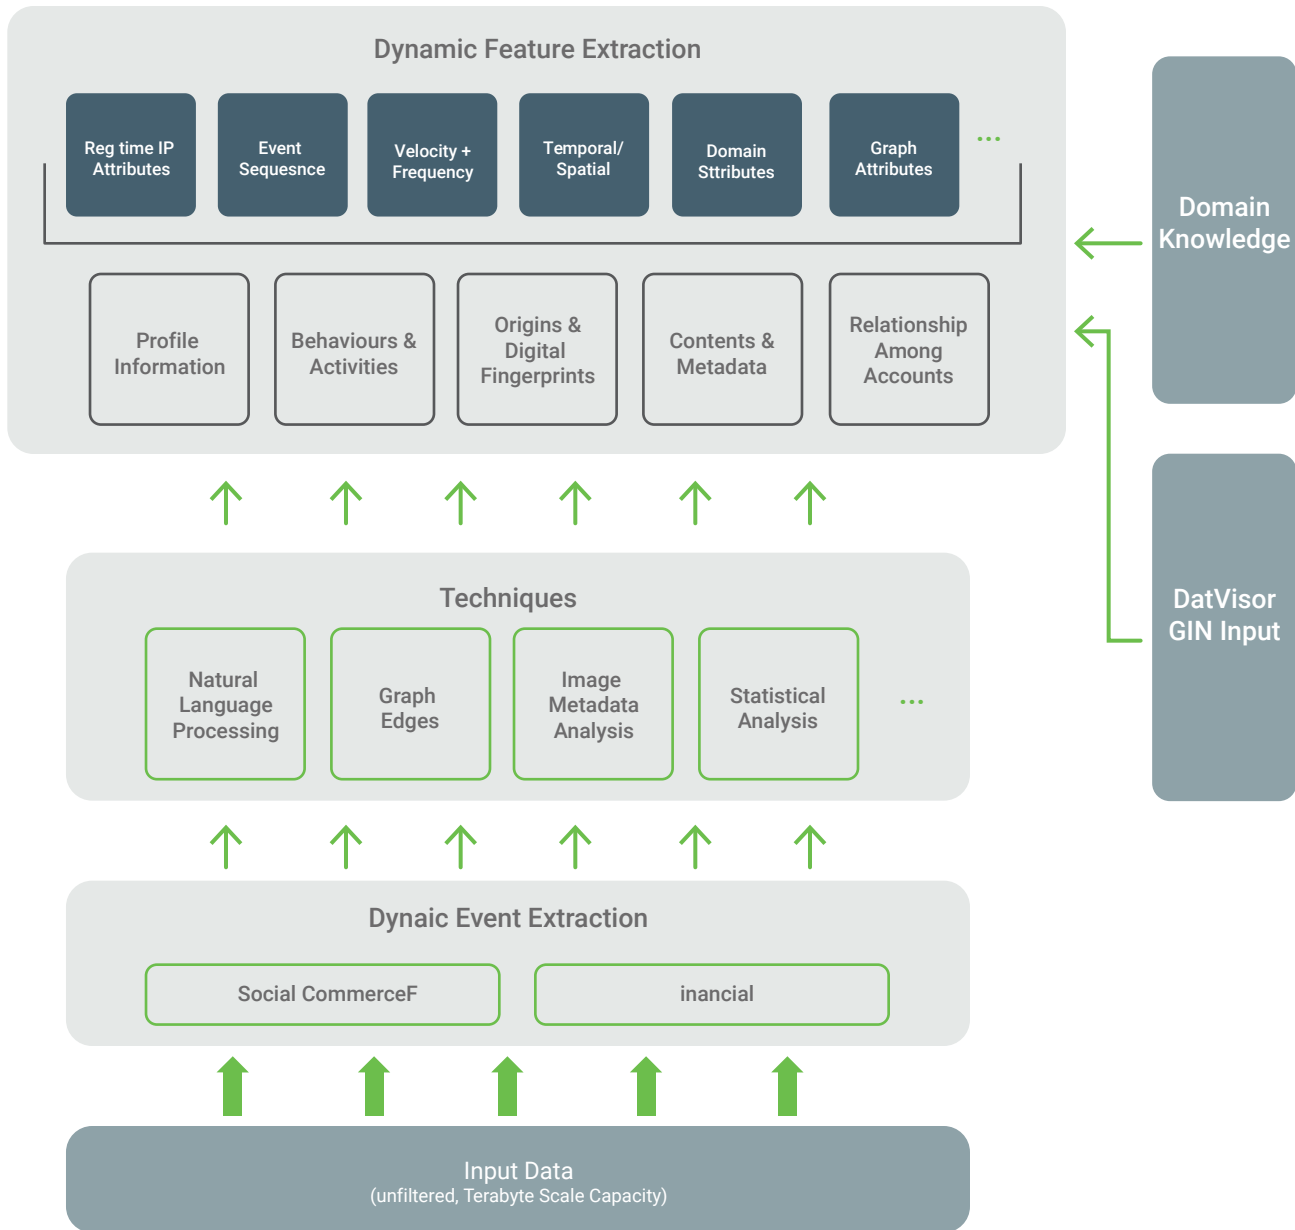 Dynamic Feature Extraction
Reg time IP
Attributes
Event
Sequesnce
Velocity +
Frequency
Temporal/
Spatial
Domain
Sttributes
Graph
Attributes
...
Profile
Information
Behaviours &
Activities
Origins &
Digital
Fingerprints
Contents &
Metadata
Relationship
Among
Accounts
Domain
Knowledge
DatVisor
GIN Input
Techniques
Natural
Language
Processing
Graph
Edges
Image
Metadata
Analysis
Statistical
Analysis
...
Dynaic Event Extraction
Social CommerceF
inancial
Input Data
(unfiltered, Terabyte Scale Capacity)